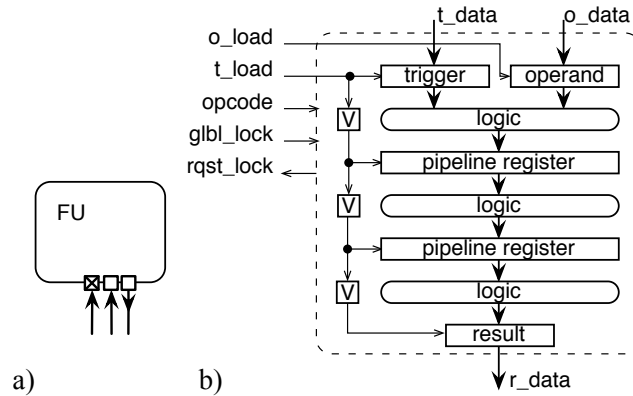 t_data
o_data
o_load
t_load
trigger
operand
opcode
V
logic
glbl_lock
rqst_lock
pipeline register
FU
V
logic
pipeline register
V
logic
result
a)
b)
r_data